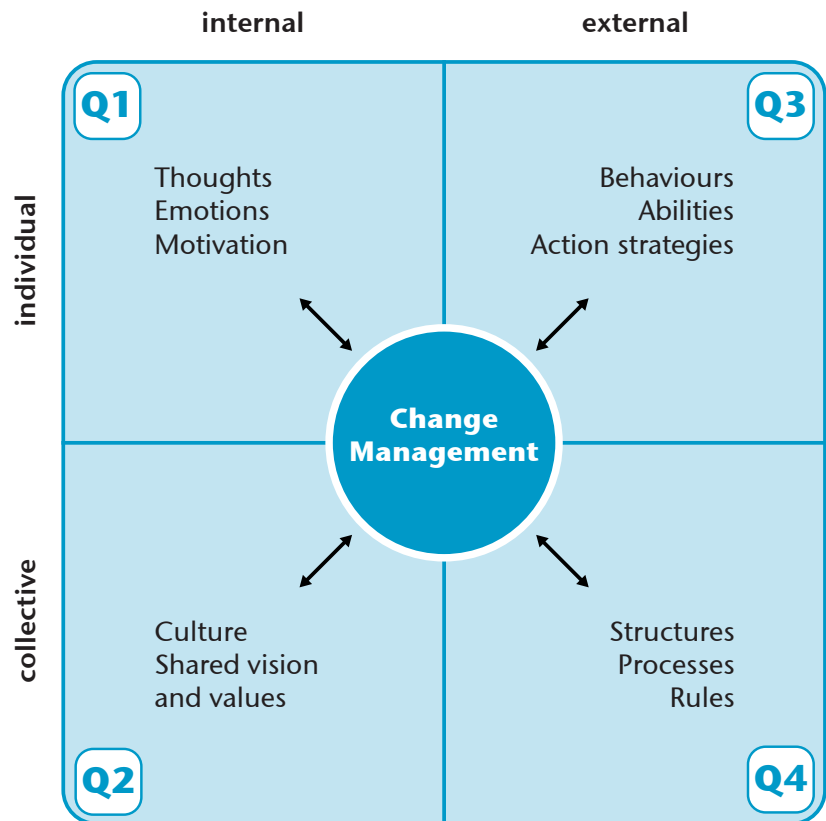 internal
external
Q1
Q3
individual
Thoughts
Emotions
Motivation
Behaviours
Abilities
Action strategies
Change
Management
collective
Culture
Shared vision
and values
Structures
Processes
Rules
Q2
Q4